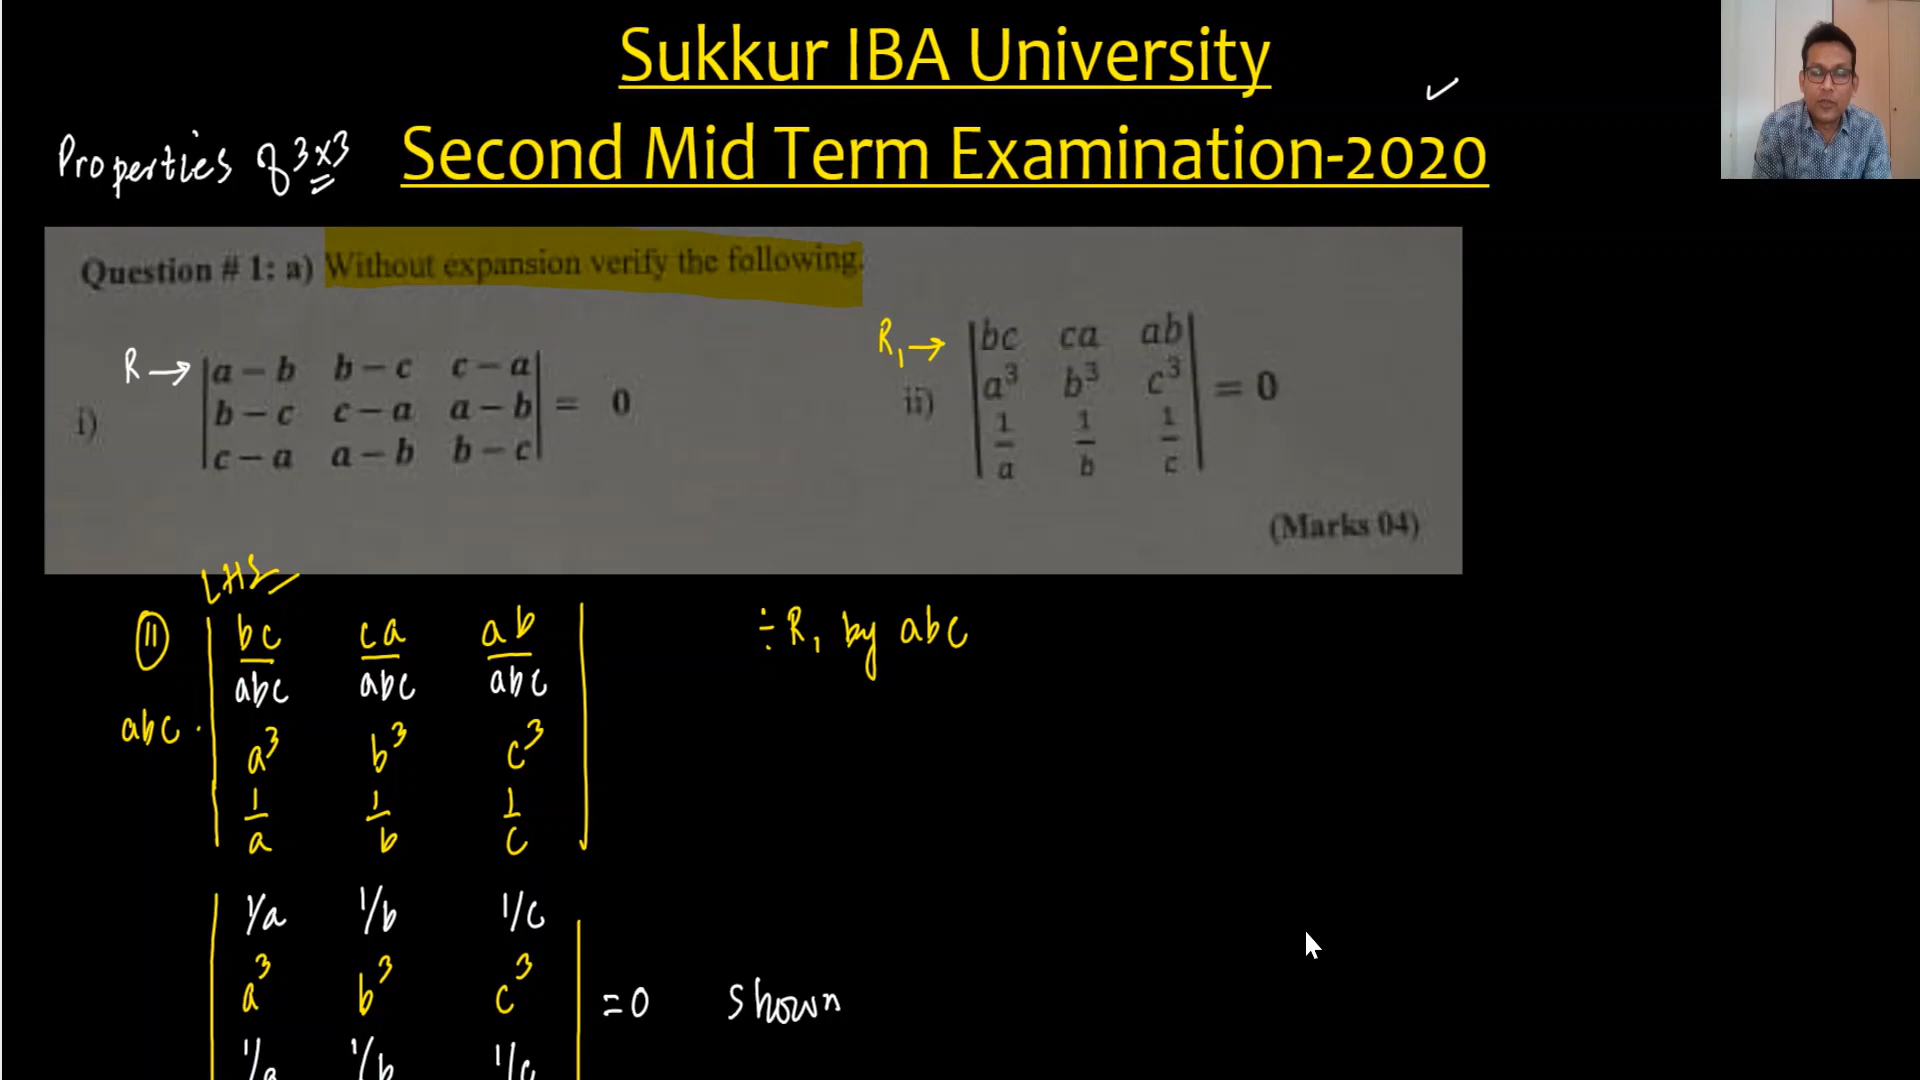 Sukkur IBA University
✓
Properties of 3×3
Second Mid Term Examination-2020
Question # 1: a) Without expansion verify the following.
i)
R → |a − b b − c c − a|
|b − c c − a a − b| = 0
|c − a a − b b − c|
ii)
R₁ → |bc ca ab|
|a³ b³ c³| = 0
|1/a 1/b 1/c|
(Marks 04)
LHS
(ii) |bc/abc ca/abc ab/abc| ÷ R₁ by abc
abc · |a³ b³ c³|
|1/a 1/b 1/c|
|1/a 1/b 1/c|
|a³ b³ c³| = 0 shown
|1/a 1/b 1/c|